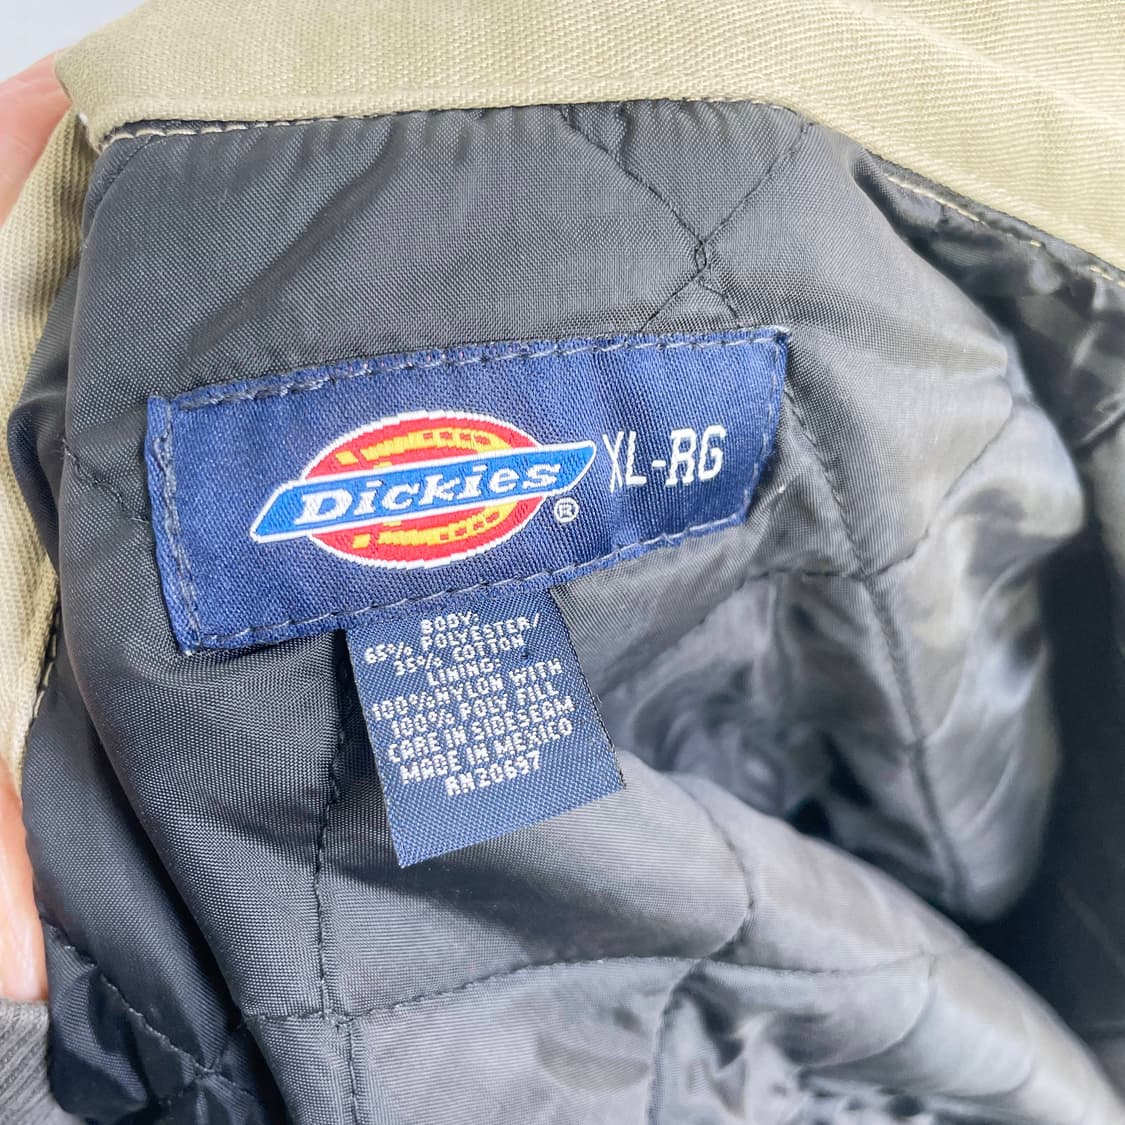 Dickies
®
XL-RG
BODY:
65% POLYESTER/
35% COTTON
LINING:
100% NYLON WITH
100% POLY FILL
CARE IN SIDESEAM
MADE IN MEXICO
RN20697